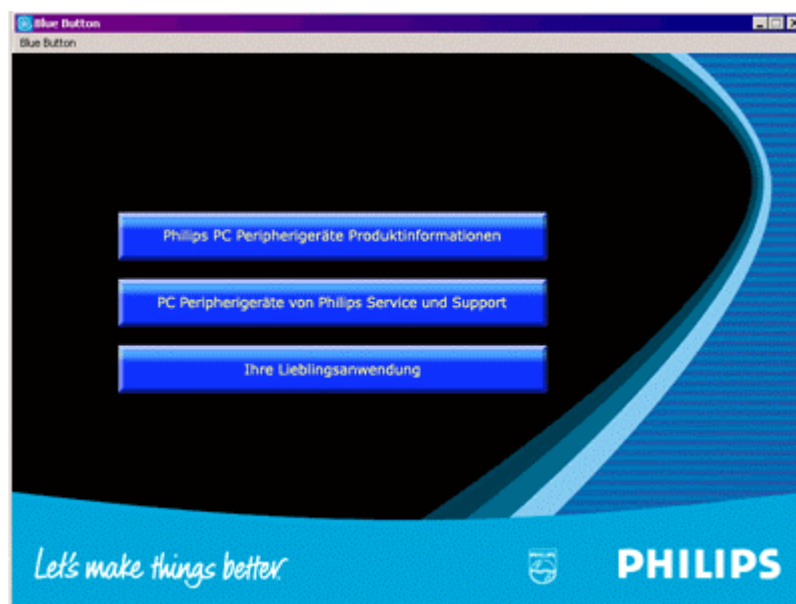 Blue Button
Blue Button
Philips PC Peripherigeräte Produktinformationen
PC Peripherigeräte von Philips Service und Support
Ihre Lieblingsanwendung
Let's make things better.
PHILIPS